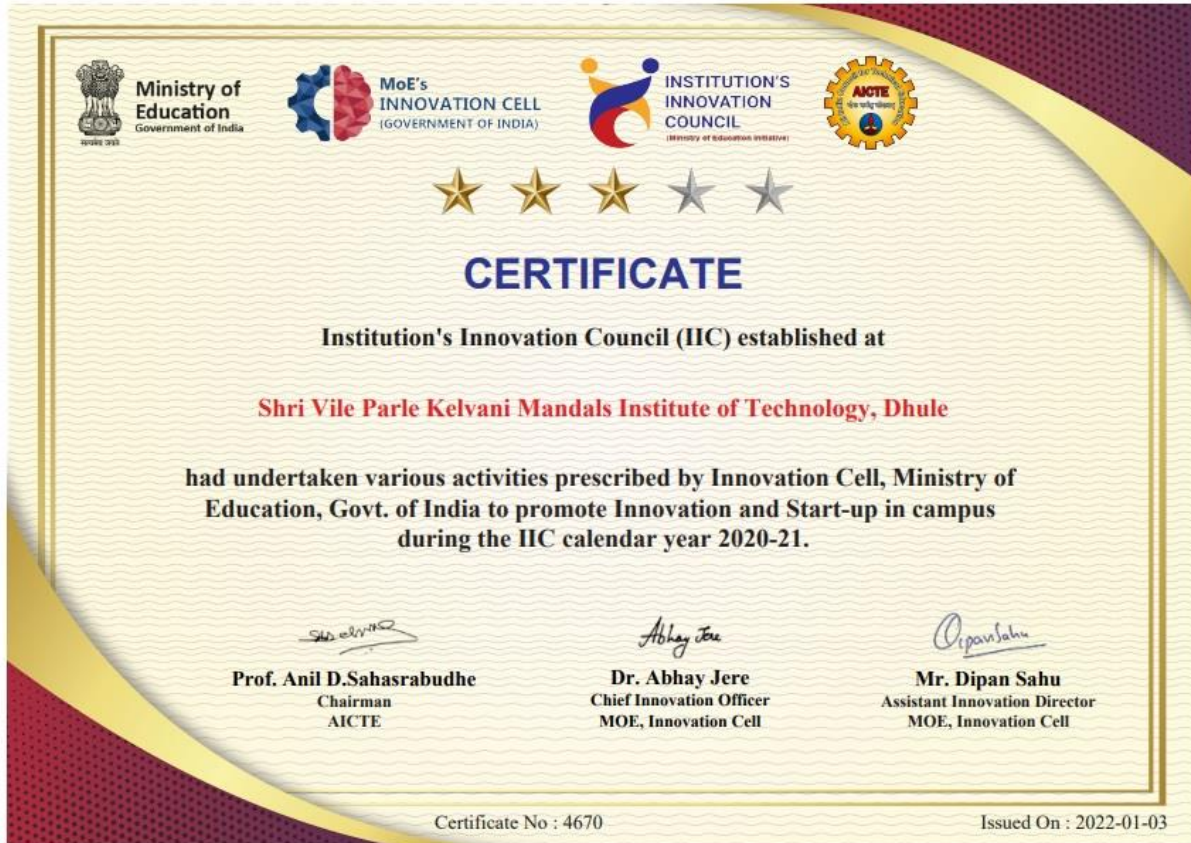 Ministry of
Education
Government of India
सत्यमेव जयते
MoE's
INNOVATION CELL
(GOVERNMENT OF INDIA)
INSTITUTION'S
INNOVATION
COUNCIL
(Ministry of Education Initiative)
AICTE
CERTIFICATE
Institution's Innovation Council (IIC) established at
Shri Vile Parle Kelvani Mandals Institute of Technology, Dhule
had undertaken various activities prescribed by Innovation Cell, Ministry of
Education, Govt. of India to promote Innovation and Start-up in campus
during the IIC calendar year 2020-21.
Abhay Jere
Dipan Sahu
Prof. Anil D.Sahasrabudhe
Chairman
AICTE
Dr. Abhay Jere
Chief Innovation Officer
MOE, Innovation Cell
Mr. Dipan Sahu
Assistant Innovation Director
MOE, Innovation Cell
Certificate No : 4670
Issued On : 2022-01-03